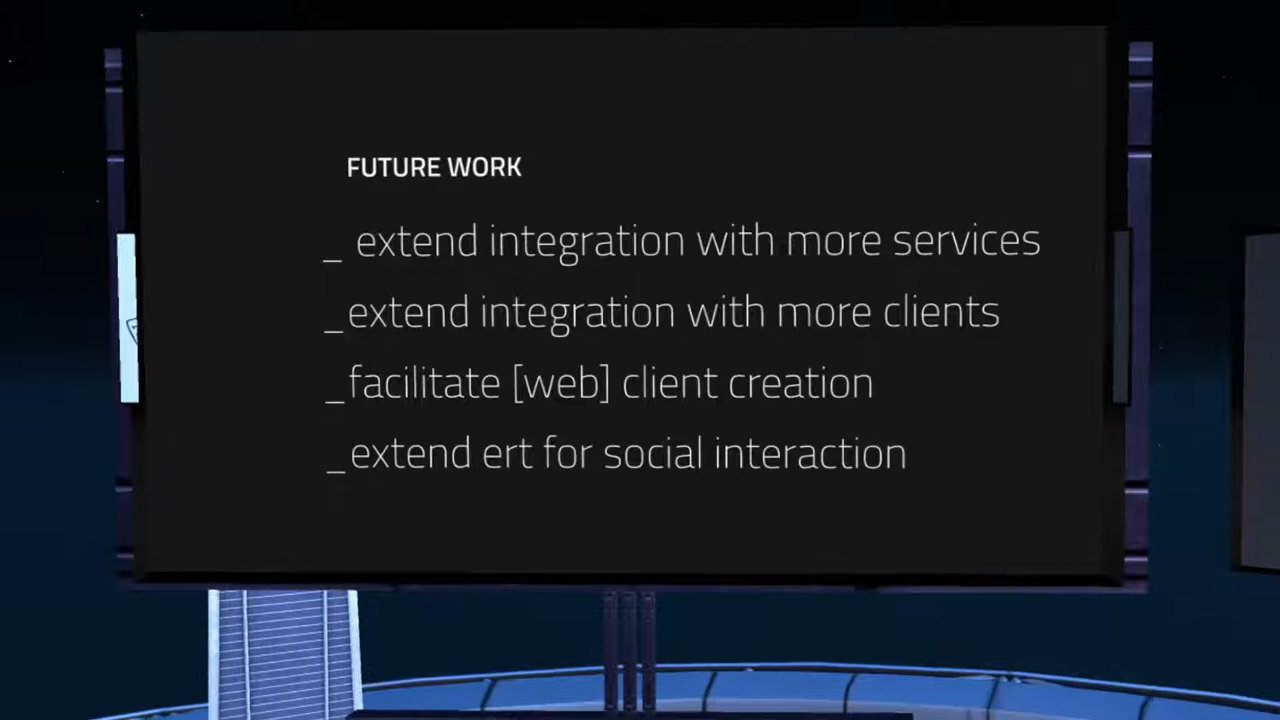 FUTURE WORK
_ extend integration with more services
_extend integration with more clients
_facilitate [web] client creation
_extend ert for social interaction